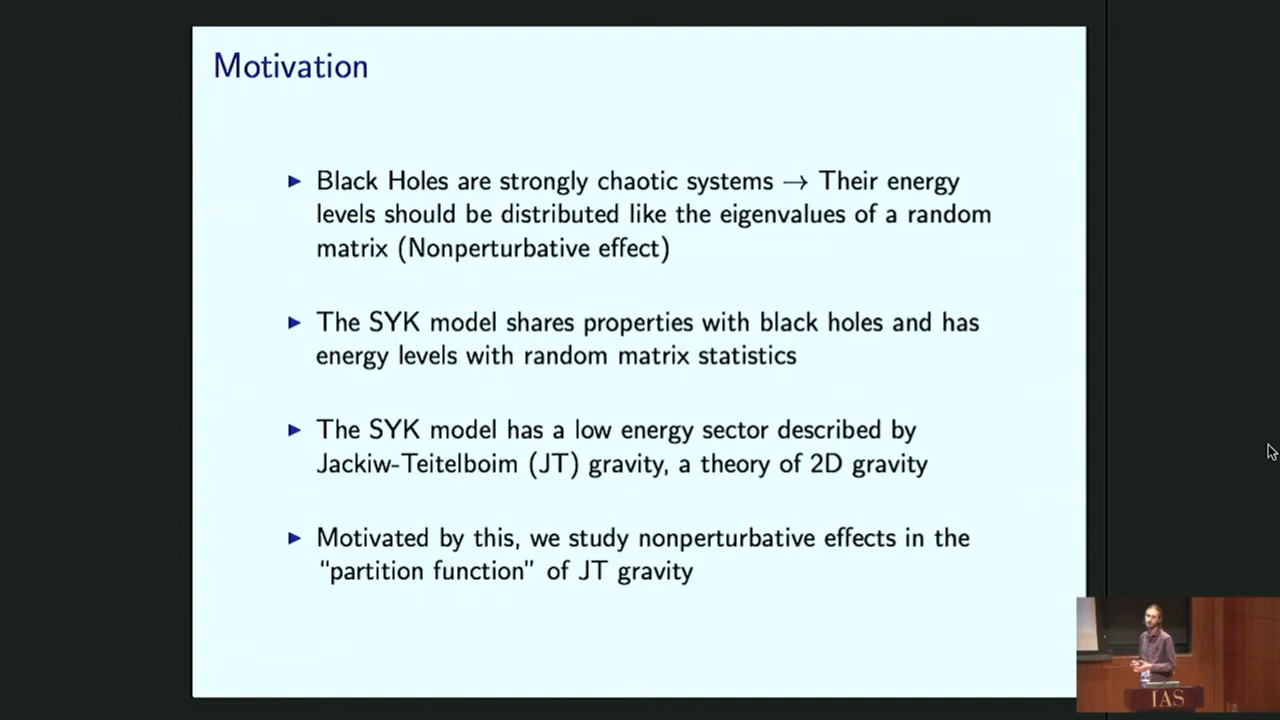 Motivation
▶ Black Holes are strongly chaotic systems → Their energy
levels should be distributed like the eigenvalues of a random
matrix (Nonperturbative effect)
▶ The SYK model shares properties with black holes and has
energy levels with random matrix statistics
▶ The SYK model has a low energy sector described by
Jackiw-Teitelboim (JT) gravity, a theory of 2D gravity
▶ Motivated by this, we study nonperturbative effects in the
“partition function” of JT gravity
IAS